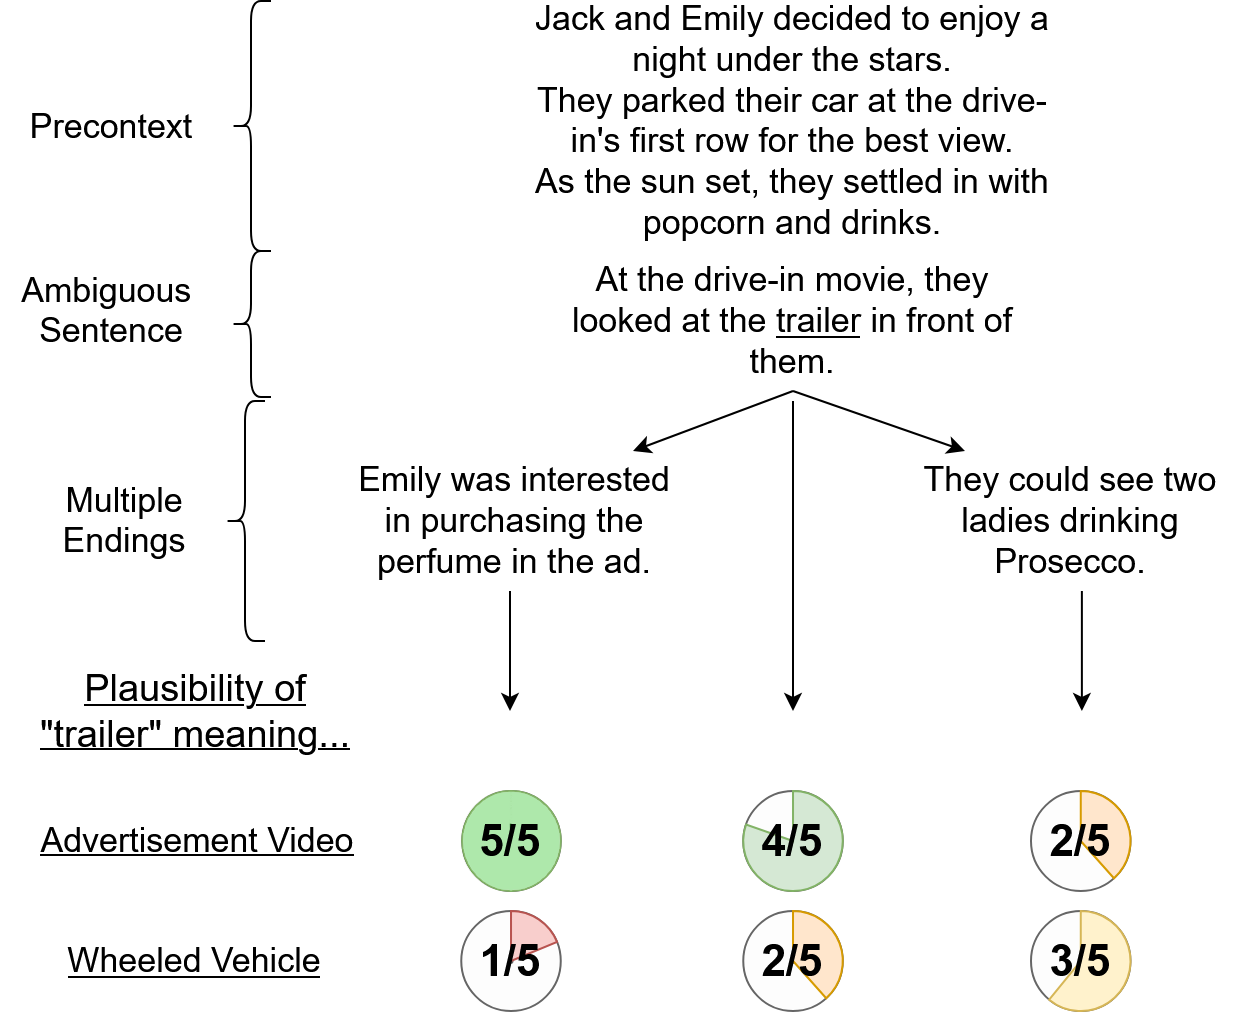 Precontext
Jack and Emily decided to enjoy a
night under the stars.
They parked their car at the drive-
in's first row for the best view.
As the sun set, they settled in with
popcorn and drinks.
Ambiguous
Sentence
At the drive-in movie, they
looked at the trailer in front of
them.
Multiple
Endings
Emily was interested
in purchasing the
perfume in the ad.
They could see two
ladies drinking
Prosecco.
Plausibility of
"trailer" meaning...
Advertisement Video
5/5
4/5
2/5
Wheeled Vehicle
1/5
2/5
3/5